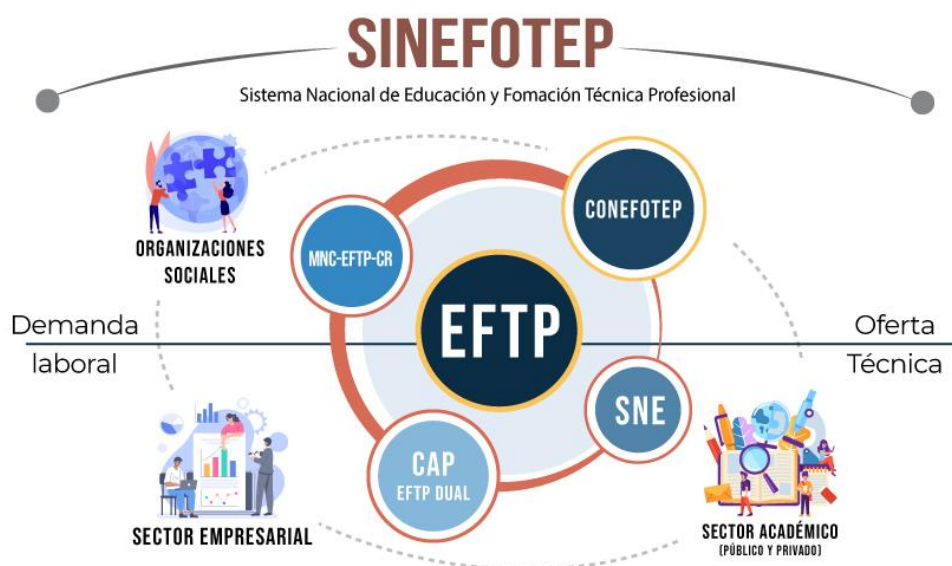 SINEFOTEP
Sistema Nacional de Educación y Fomación Técnica Profesional
ORGANIZACIONES
SOCIALES
MNC-EFTP-CR
CONEFOTEP
EFTP
Demanda
laboral
Oferta
Técnica
SNE
CAP
EFTP DUAL
SECTOR EMPRESARIAL
SECTOR ACADÉMICO
(PÚBLICO Y PRIVADO)